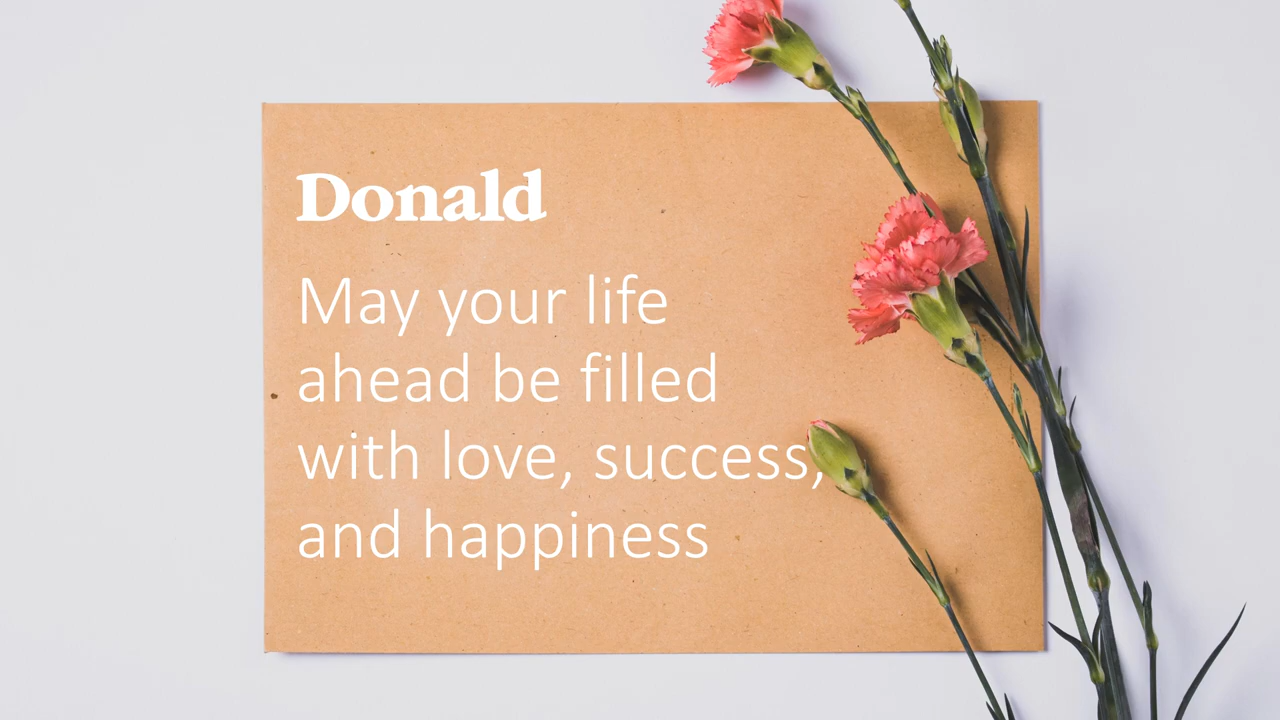 Donald
May your life
ahead be filled
with love, success,
and happiness